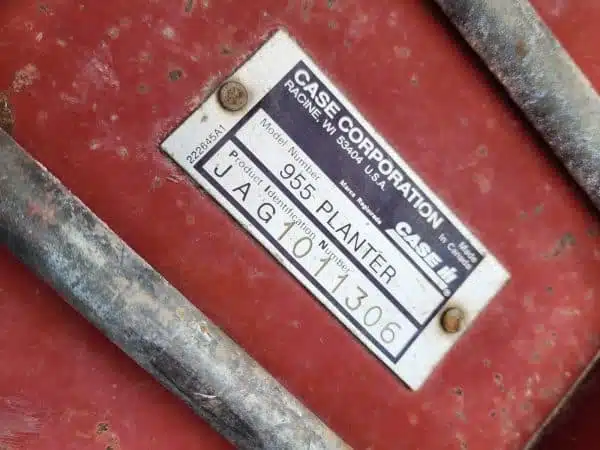 CASE CORPORATION
RACINE, WI 53404 U.S.A.
Made
in Canada
Model Number
Marca Registrada
CASE IH
955 PLANTER
Product Identification Number
JAG1011306
222645A1